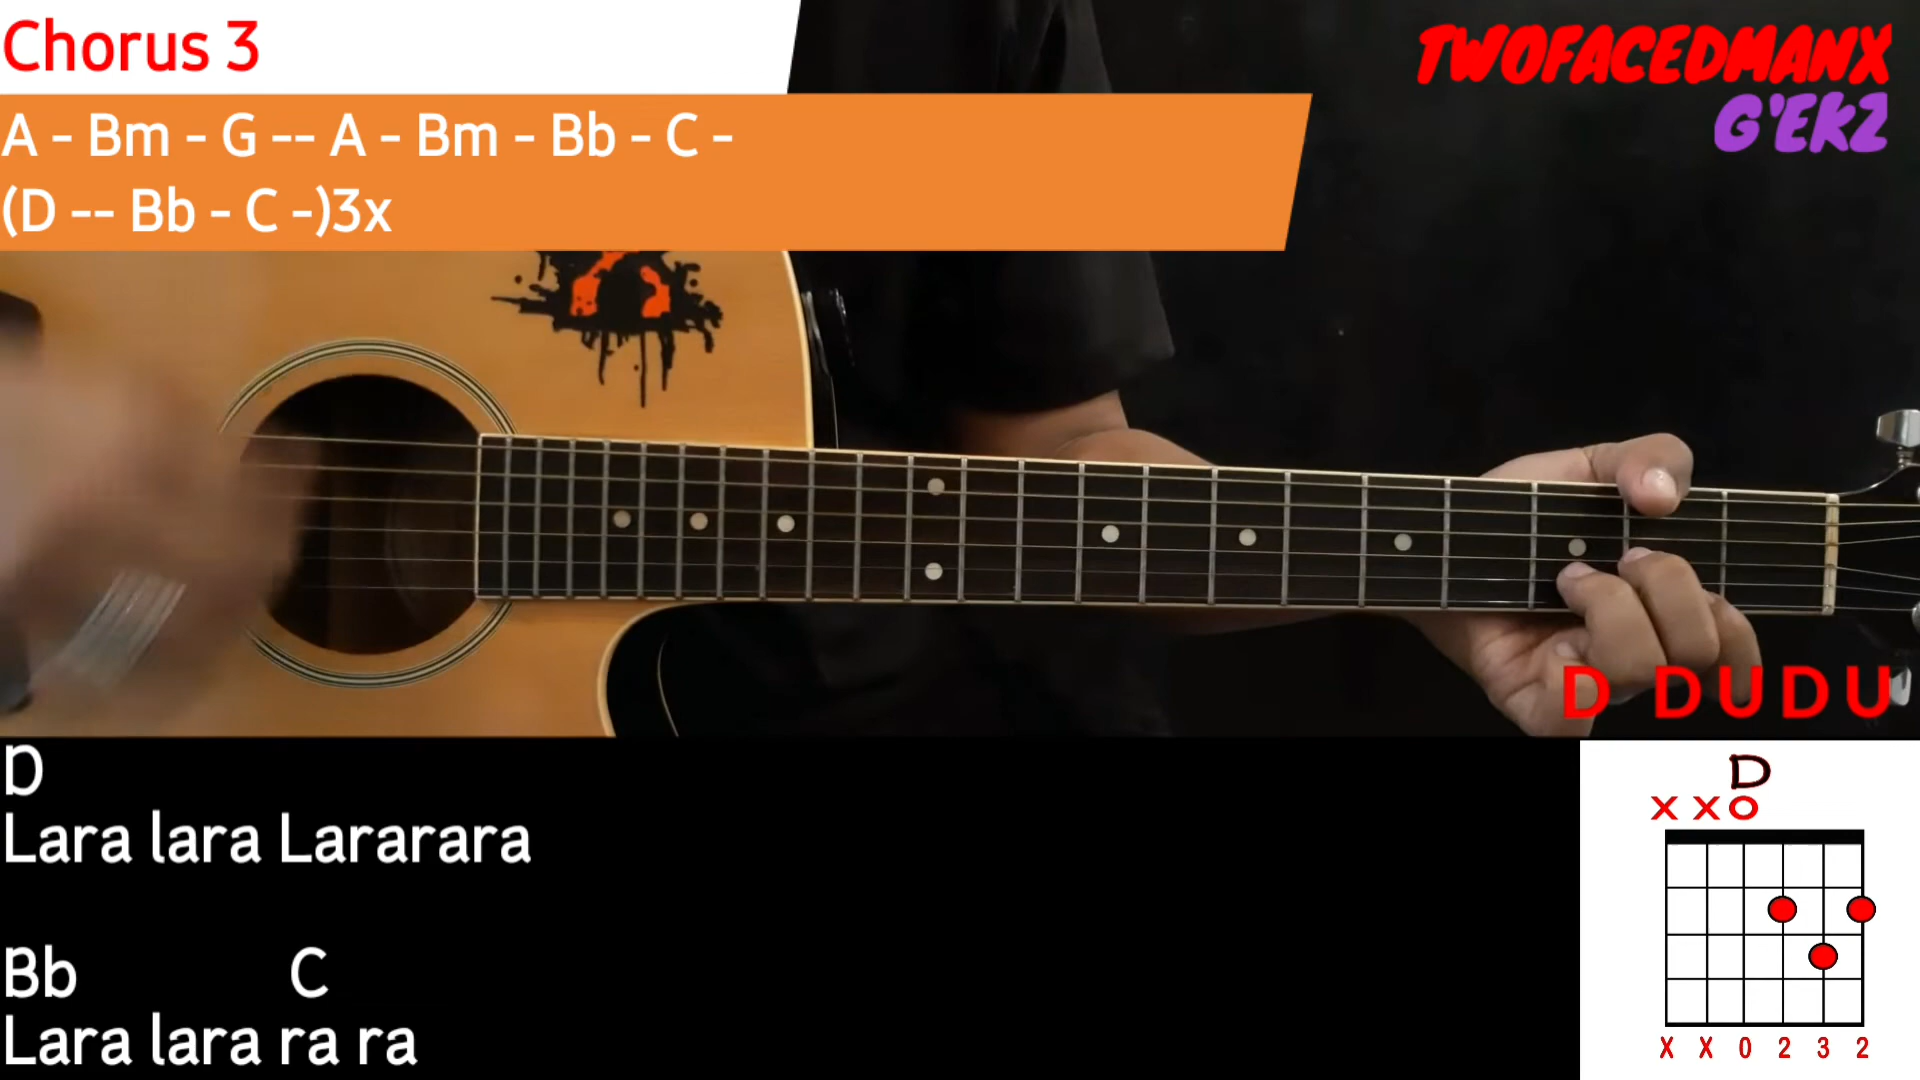 Chorus 3
TWOFACEDMANX
G'EKZ
A - Bm - G -- A - Bm - Bb - C -
(D -- Bb - C -)3x
D DUDU
D
Lara lara Lararara
Bb C
Lara lara ra ra
D
x x o
X X 0 2 3 2